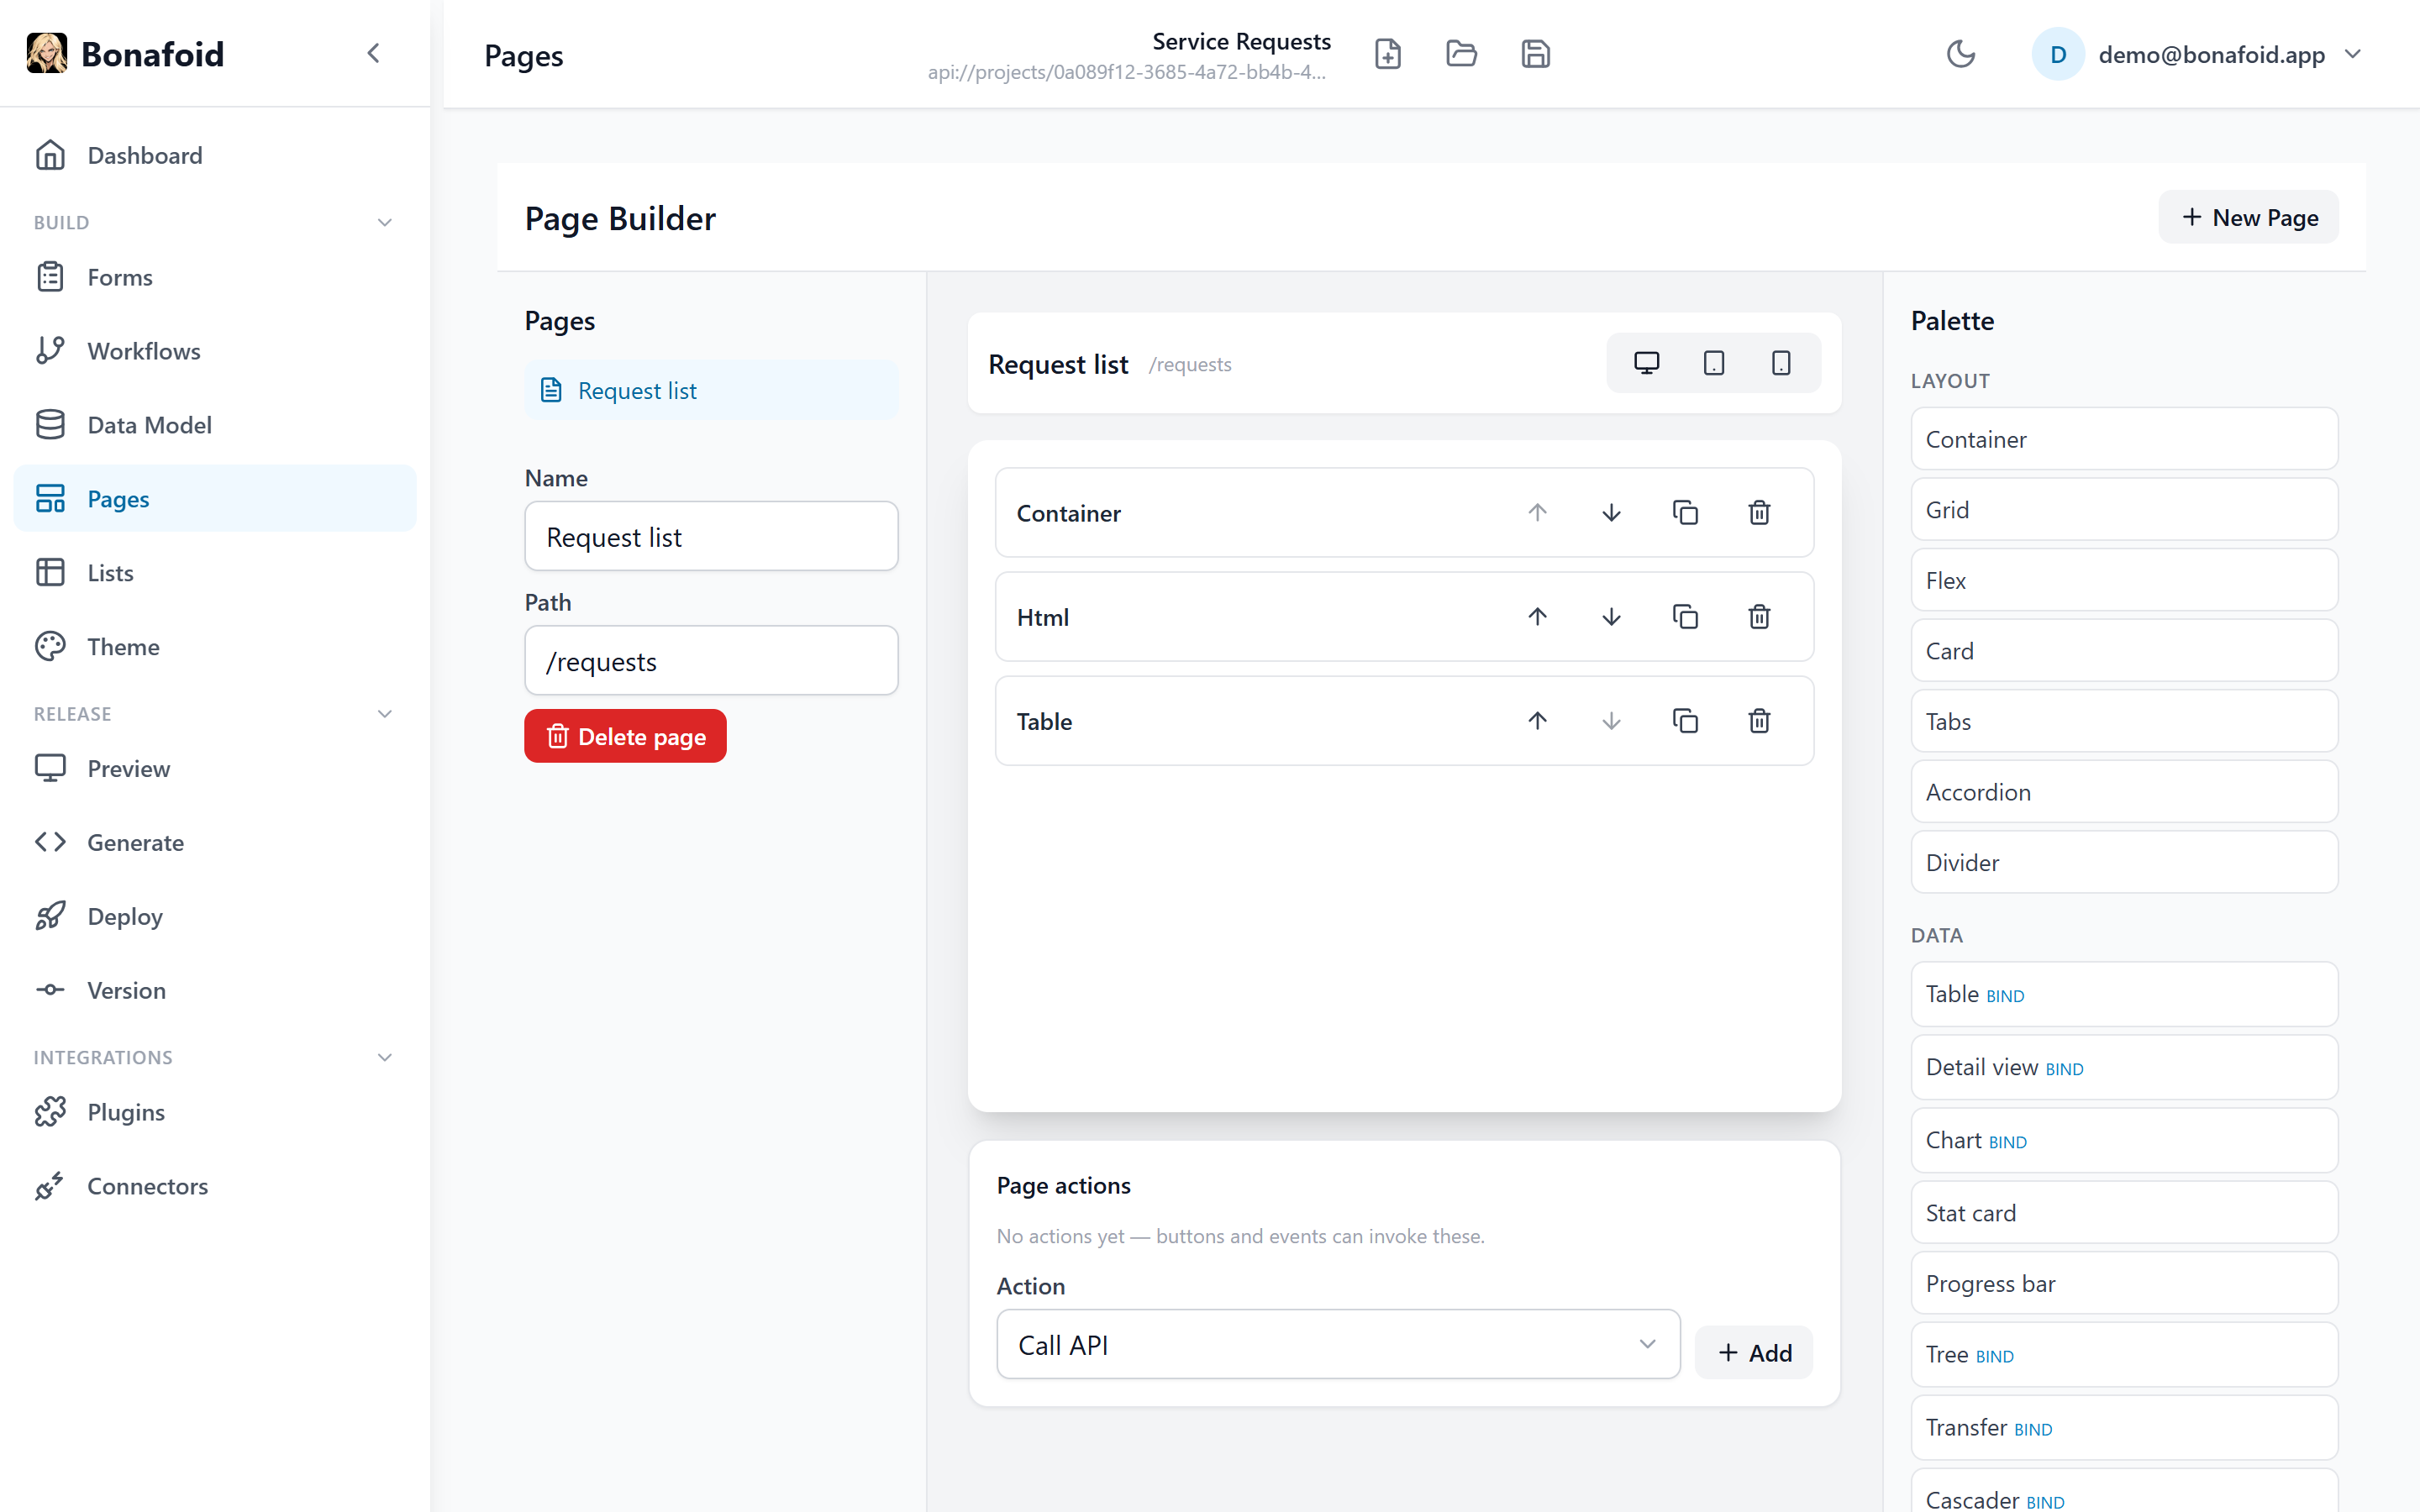 Bonafoid
Dashboard
BUILD
Forms
Workflows
Data Model
Pages
Lists
Theme
RELEASE
Preview
Generate
Deploy
Version
INTEGRATIONS
Plugins
Connectors
Pages
Service Requests
api://projects/0a089f12-3685-4a72-bb4b-4...
D
demo@bonafoid.app
Page Builder
New Page
Pages
Request list
Name
Request list
Path
/requests
Delete page
Request list /requests
Container
Html
Table
Page actions
No actions yet — buttons and events can invoke these.
Action
Call API
Add
Palette
LAYOUT
Container
Grid
Flex
Card
Tabs
Accordion
Divider
DATA
Table BIND
Detail view BIND
Chart BIND
Stat card
Progress bar
Tree BIND
Transfer BIND
Cascader BIND